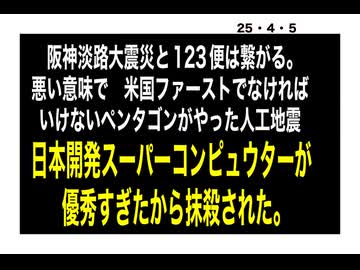 25・4・5
阪神淡路大震災と123便は繋がる。
悪い意味で　米国ファーストでなければ
いけないペンタゴンがやった人工地震
日本開発スーパーコンピュウターが
優秀すぎたから抹殺された。